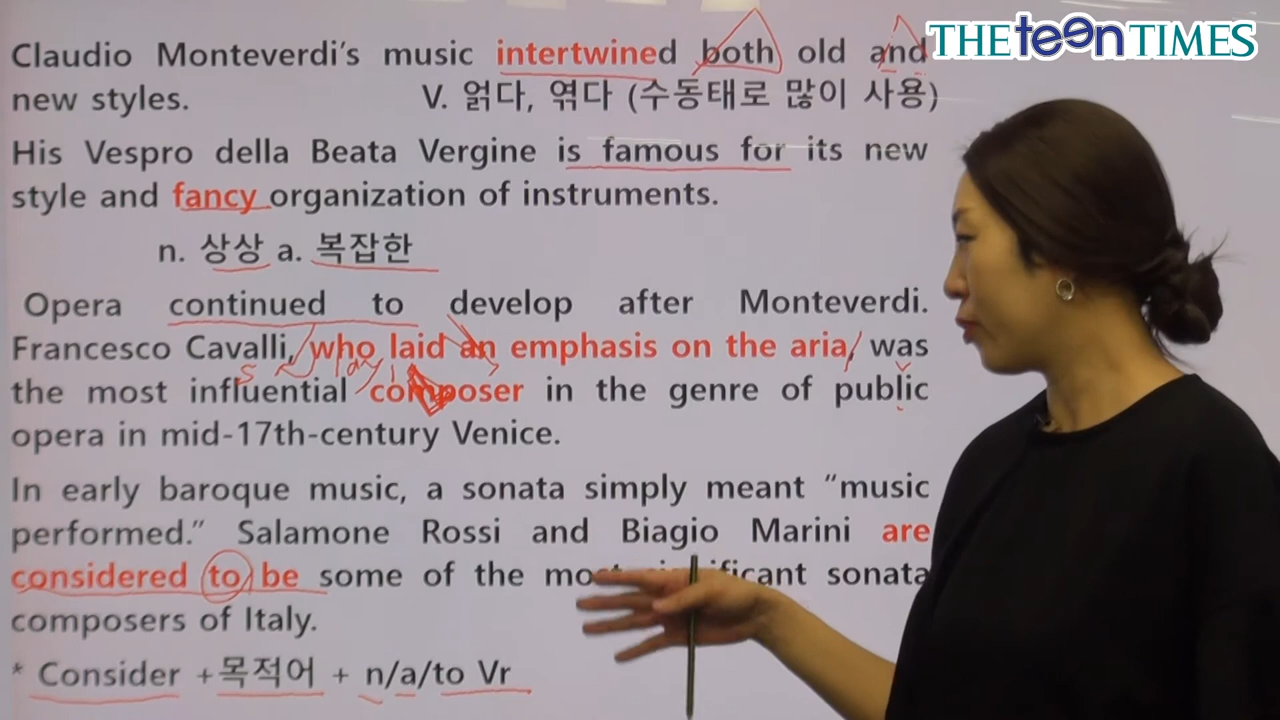 THE teen TIMES
Claudio Monteverdi's music intertwined both old and
new styles. V. 얽다, 엮다 (수동태로 많이 사용)
His Vespro della Beata Vergine is famous for its new
style and fancy organization of instruments.
n. 상상 a. 복잡한
Opera continued to develop after Monteverdi.
Francesco Cavalli, who laid an emphasis on the aria, was
the most influential composer in the genre of public
opera in mid-17th-century Venice.
In early baroque music, a sonata simply meant "music
performed." Salamone Rossi and Biagio Marini are
considered to be some of the most significant sonata
composers of Italy.
* Consider +목적어 + n/a/to Vr